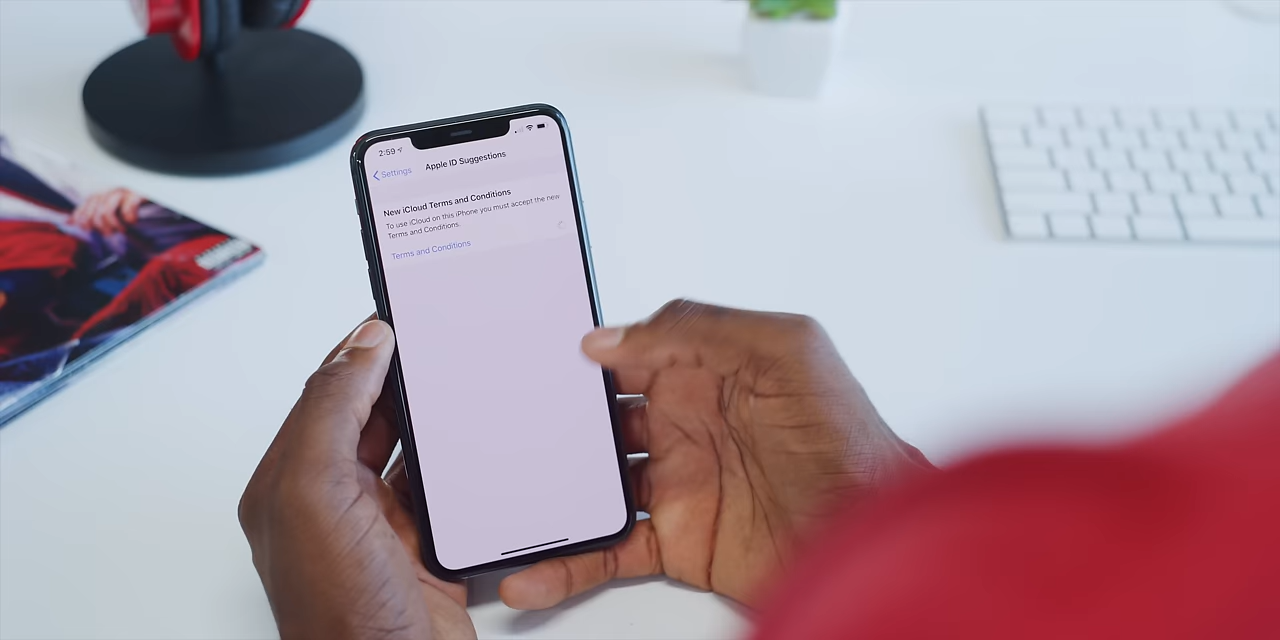 2:59
Settings
Apple ID Suggestions
New iCloud Terms and Conditions
To use iCloud on this iPhone you must accept the new
Terms and Conditions.
Terms and Conditions